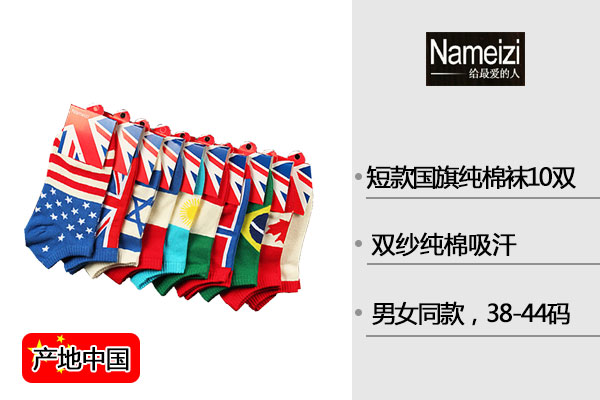 Nameizi
给最爱的人
短款国旗纯棉袜10双
双纱纯棉吸汗
男女同款，38-44码
产地中国